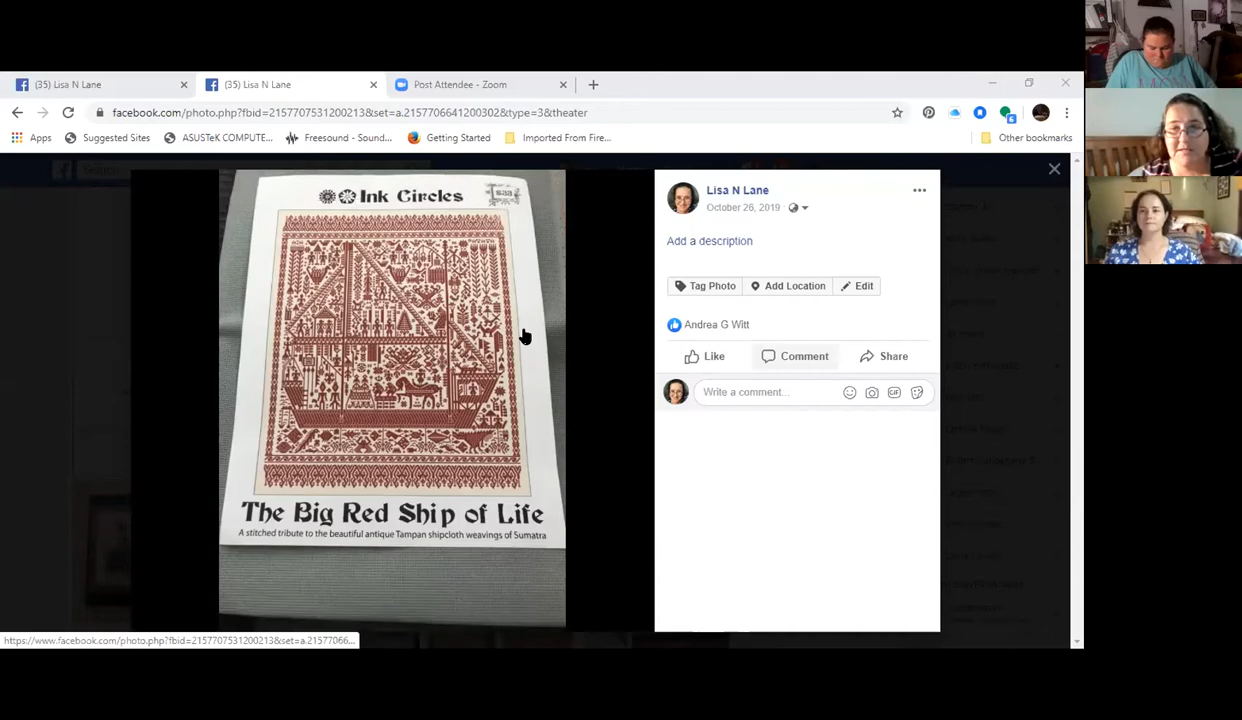 (35) Lisa N Lane
(35) Lisa N Lane
Post Attendee - Zoom
facebook.com/photo.php?fbid=2157707531200213&set=a.2157706641200302&type=3&theater
6
Apps
Suggested Sites
ASUSTeK COMPUTE...
Freesound - Sound...
Getting Started
Imported From Fire...
Other bookmarks
Search
Ink Circles
The Big Red Ship of Life
A stitched tribute to the beautiful antique Tampan shipcloth weavings of Sumatra
Lisa N Lane
October 26, 2019
Add a description
Tag Photo
Add Location
Edit
Andrea G Witt
Like
Comment
Share
Write a comment...
GIF
https://www.facebook.com/photo.php?fbid=2157707531200213&set=a.21577066...